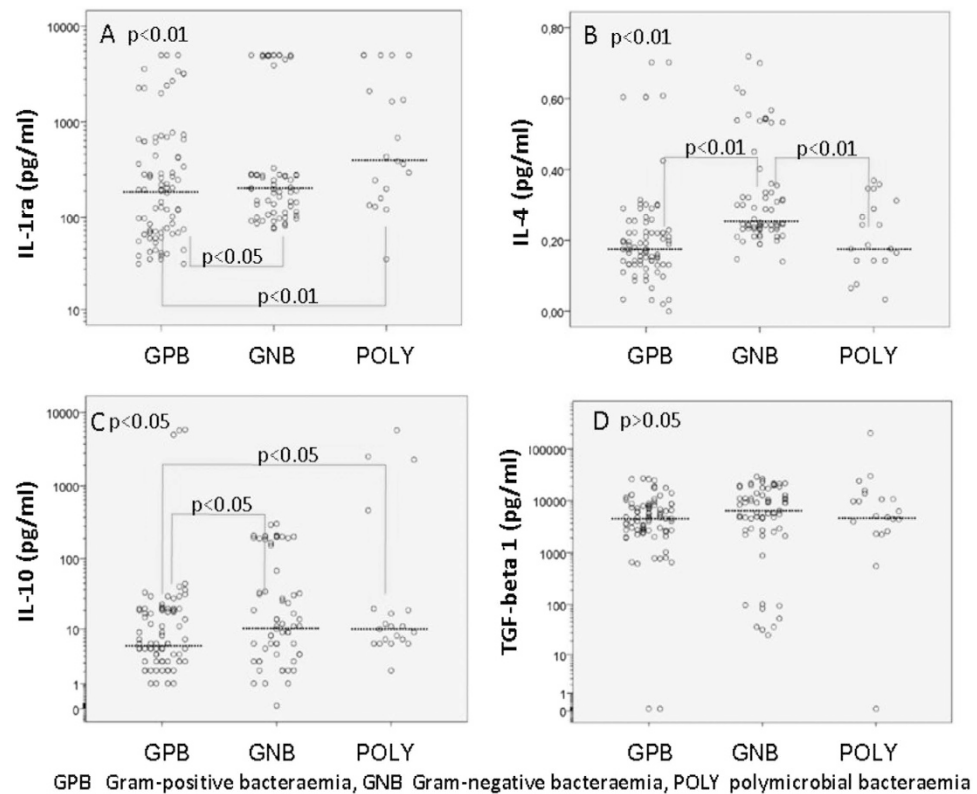 A p<0.01
10000
1000
100
10
IL-1ra (pg/ml)
p<0.05
p<0.01
GPB GNB POLY
B p<0.01
0,80
0,60
0,40
0,20
0,00
IL-4 (pg/ml)
p<0.01 p<0.01
GPB GNB POLY
C p<0.05
10000
1000
100
10
1
0
IL-10 (pg/ml)
p<0.05
p<0.05
GPB GNB POLY
D p>0.05
100000
10000
1000
100
10
1
0
TGF-beta 1 (pg/ml)
GPB GNB POLY
GPB Gram-positive bacteraemia, GNB Gram-negative bacteraemia, POLY polymicrobial bacteraemia